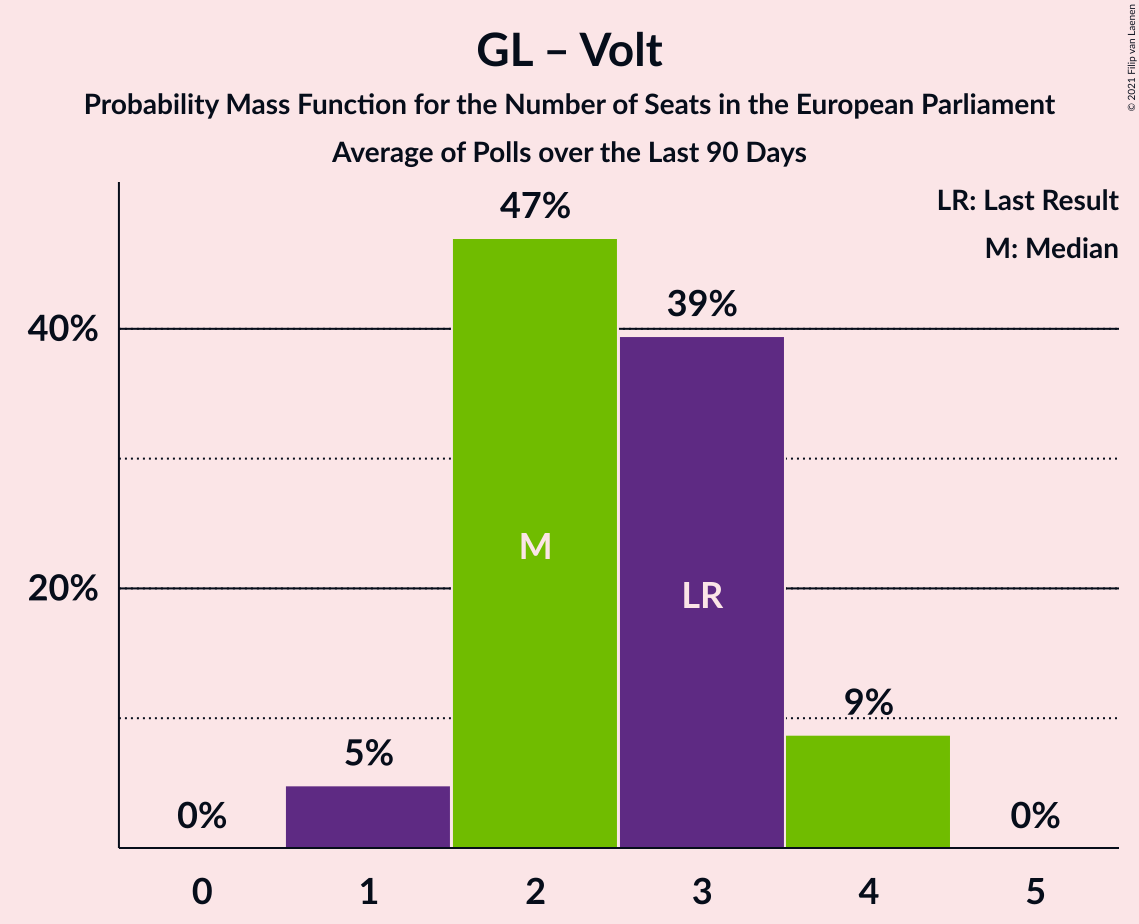 GL – Volt
Probability Mass Function for the Number of Seats in the European Parliament
Average of Polls over the Last 90 Days
© 2021 Filip van Laenen
LR: Last Result
M: Median
47%
39%
40%
M
LR
20%
9%
5%
0%
0%
0
1
2
3
4
5